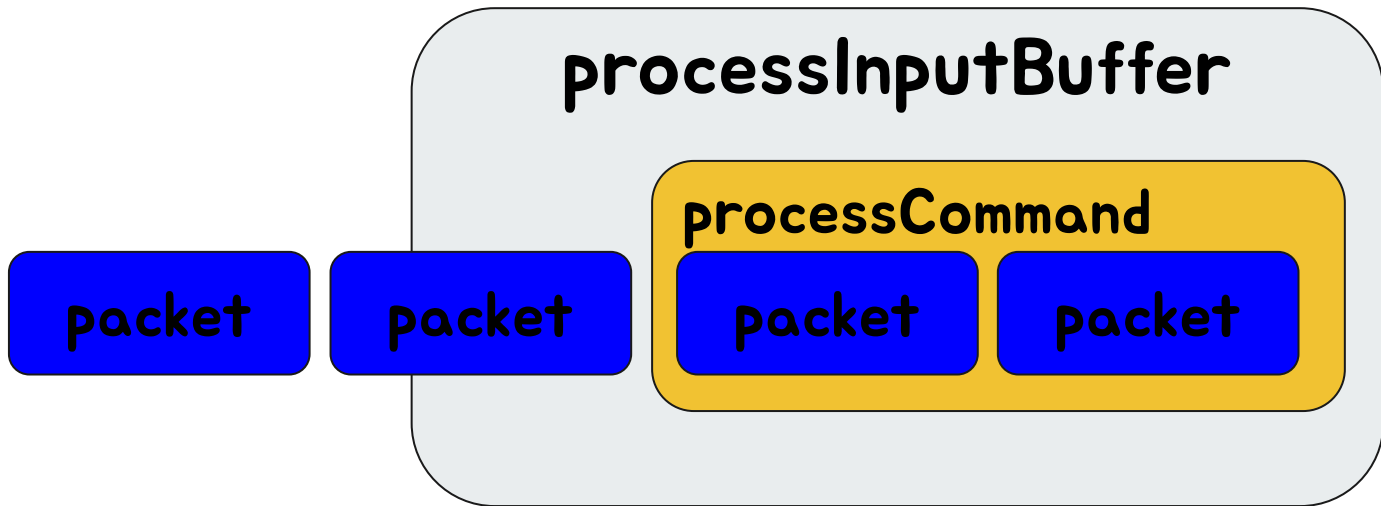 processInputBuffer
processCommand
packet packet packet packet